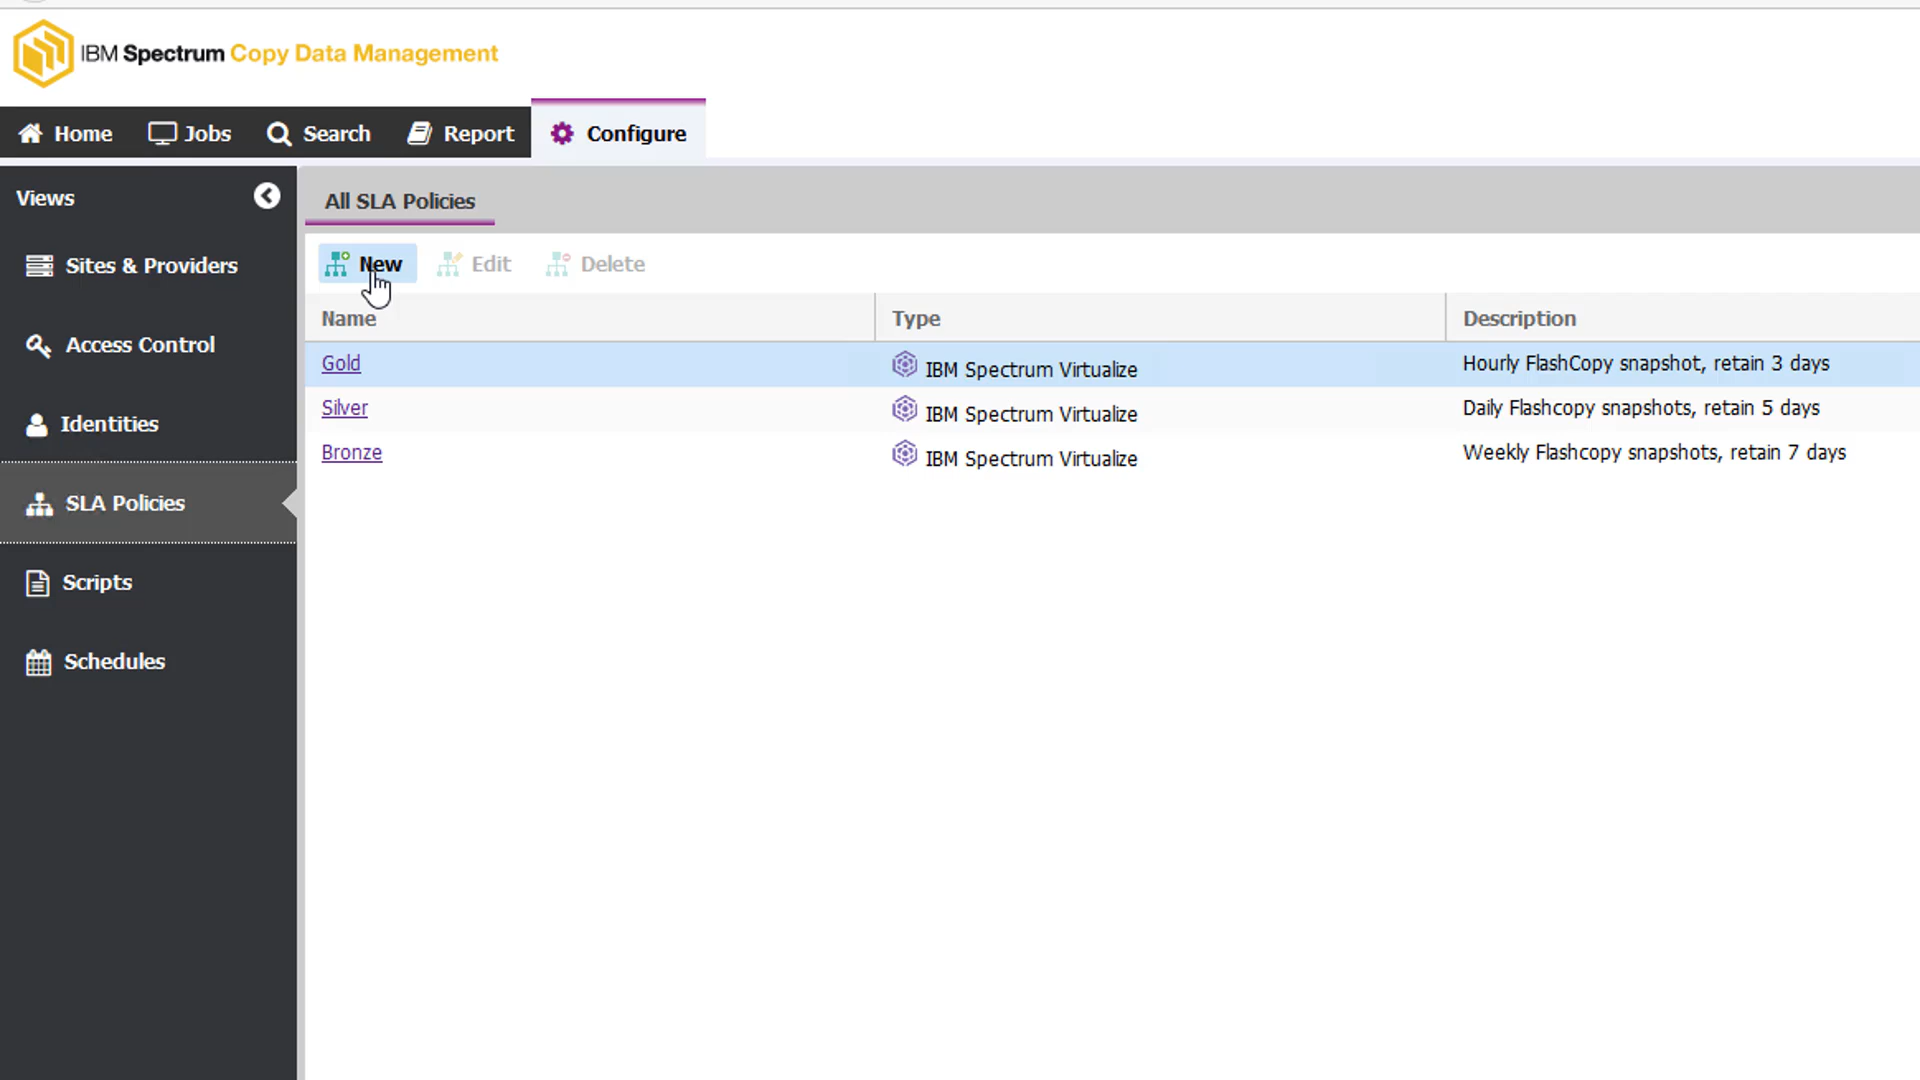 IBM Spectrum Copy Data Management
Home Jobs Search Report Configure
Views
Sites & Providers
Access Control
Identities
SLA Policies
Scripts
Schedules
All SLA Policies
New Edit Delete
Name Type Description
Gold IBM Spectrum Virtualize Hourly FlashCopy snapshot, retain 3 days
Silver IBM Spectrum Virtualize Daily Flashcopy snapshots, retain 5 days
Bronze IBM Spectrum Virtualize Weekly Flashcopy snapshots, retain 7 days